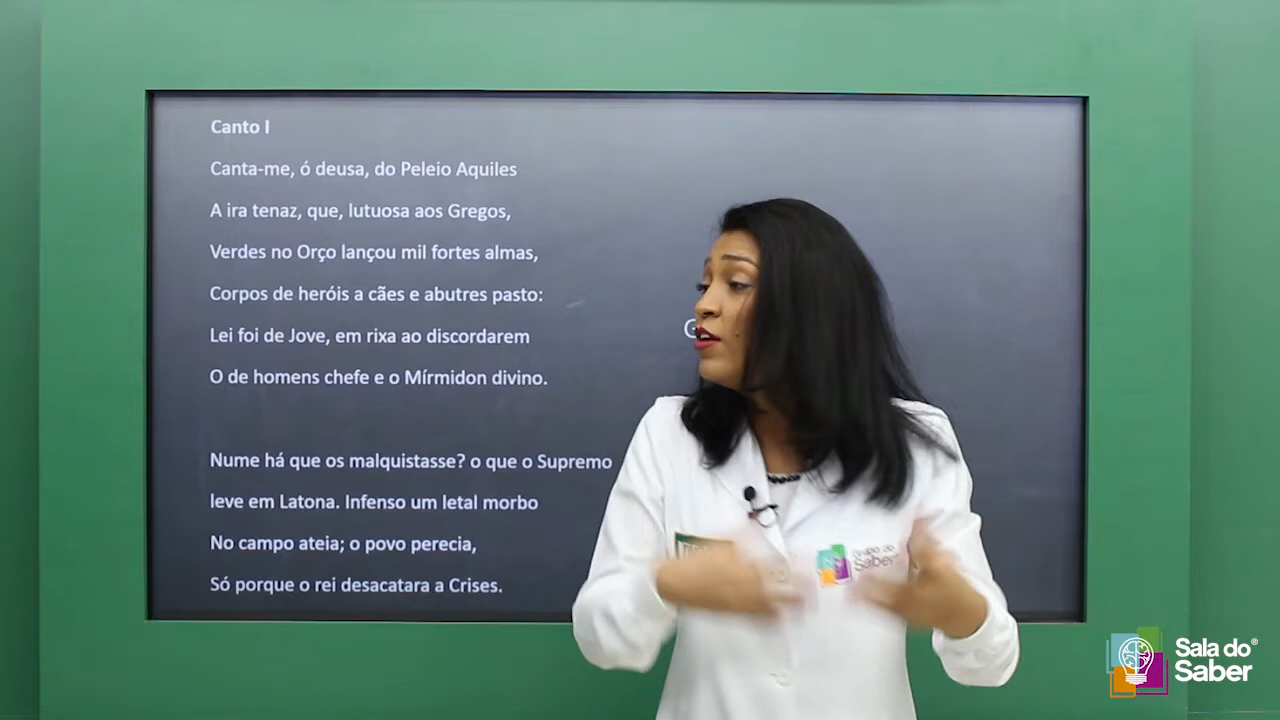 Canto I
Canta-me, ó deusa, do Peleio Aquiles
A ira tenaz, que, lutuosa aos Gregos,
Verdes no Orço lançou mil fortes almas,
Corpos de heróis a cães e abutres pasto:
Lei foi de Jove, em rixa ao discordarem
O de homens chefe e o Mírmidon divino.
Nume há que os malquistasse? o que o Supremo
leve em Latona. Infenso um letal morbo
No campo ateia; o povo perecia,
Só porque o rei desacatara a Crises.
Grupo do
Saber
Sala do®
Saber